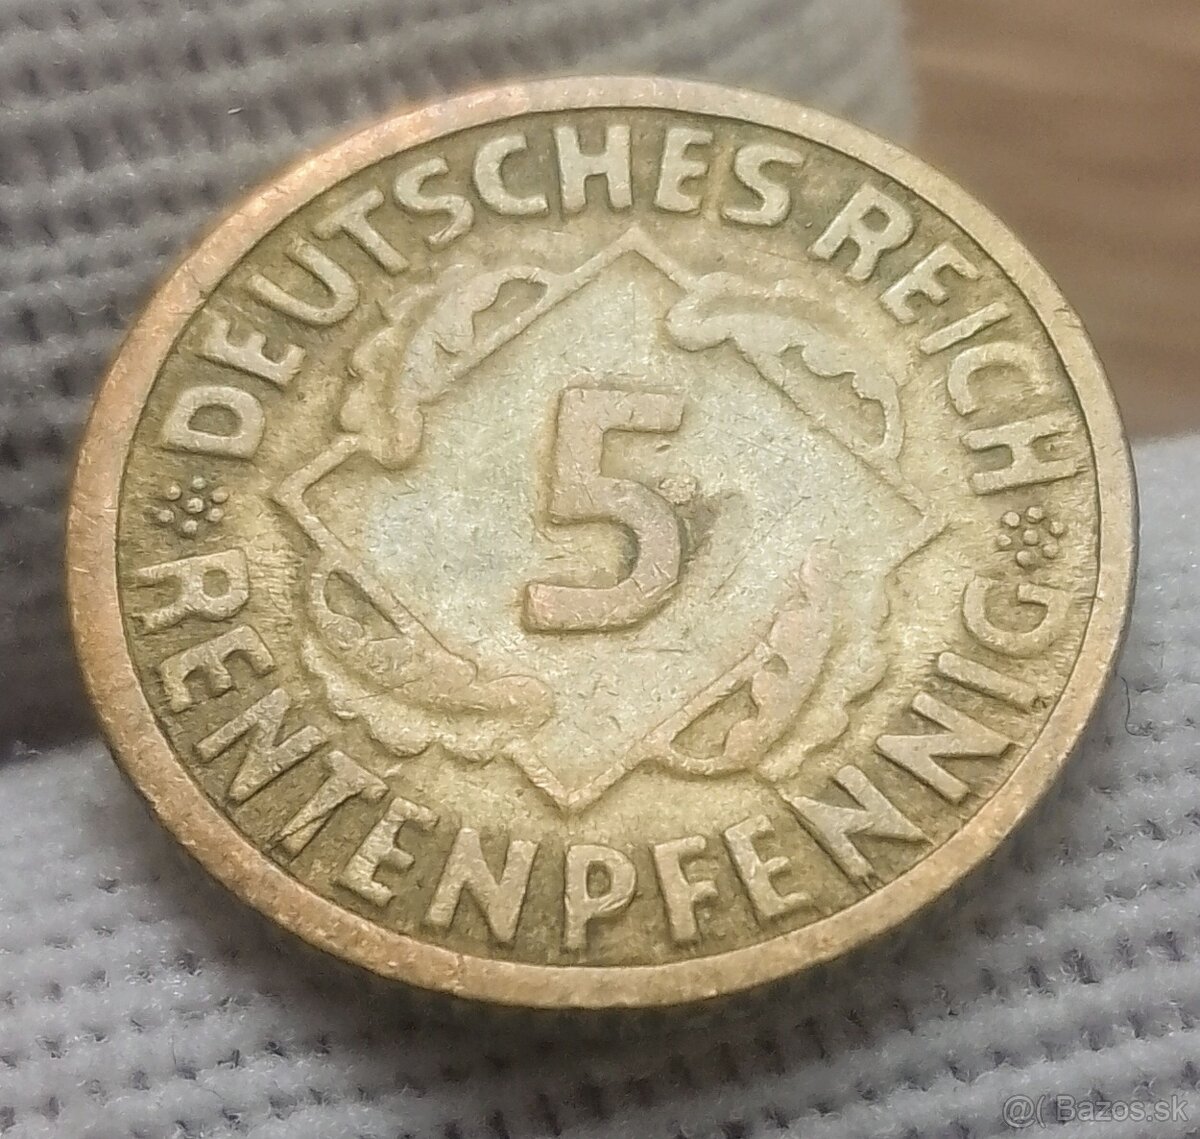 DEUTSCHES REICH
5
RENTENPFENNIG
@( Bazos.sk